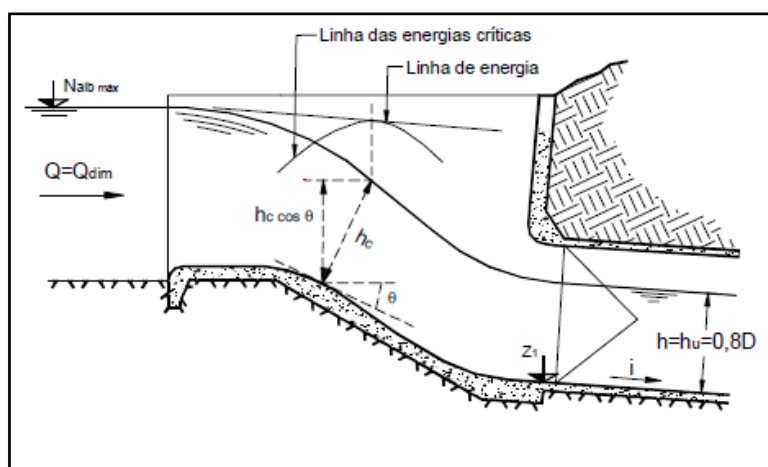 Linha das energias críticas
Linha de energia
Nalb máx
Q=Qdim
hc cos θ
hc
θ
Z1
i
h=hu=0,8D